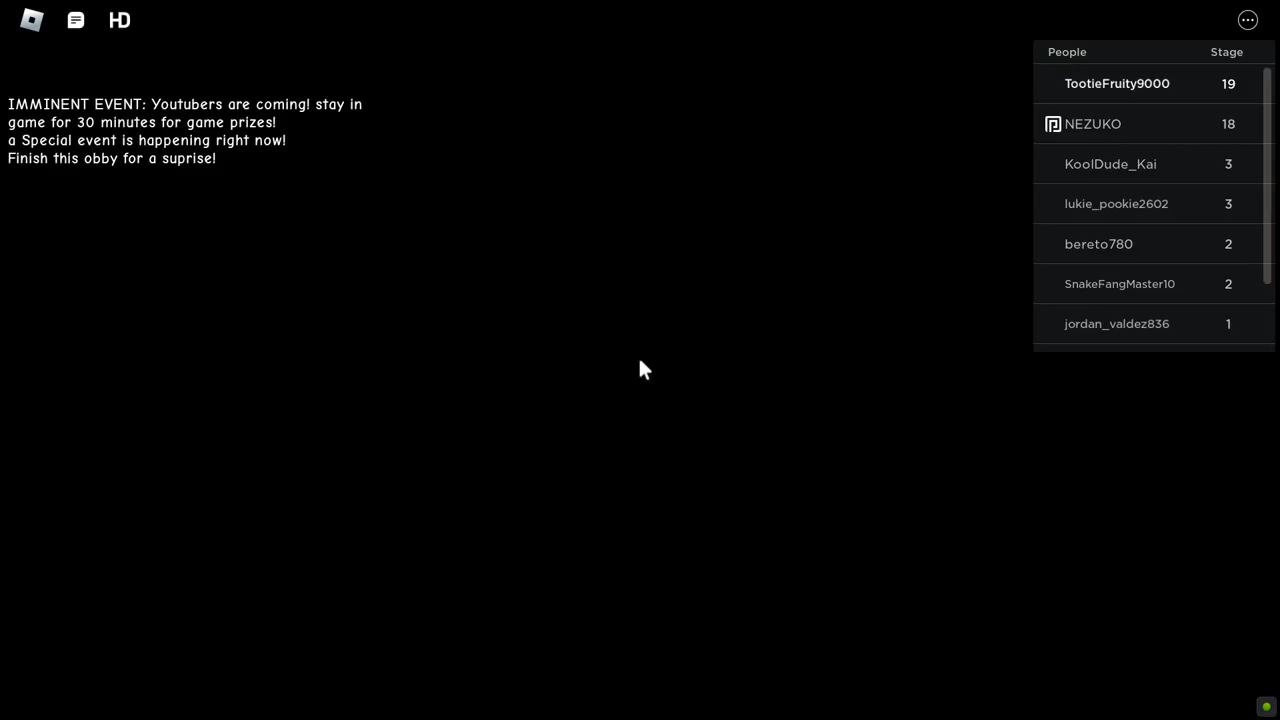 HD
IMMINENT EVENT: Youtubers are coming! stay in
game for 30 minutes for game prizes!
a Special event is happening right now!
Finish this obby for a suprise!
People Stage
TootieFruity9000 19
NEZUKO 18
KoolDude_Kai 3
lukie_pookie2602 3
bereto780 2
SnakeFangMaster10 2
jordan_valdez836 1